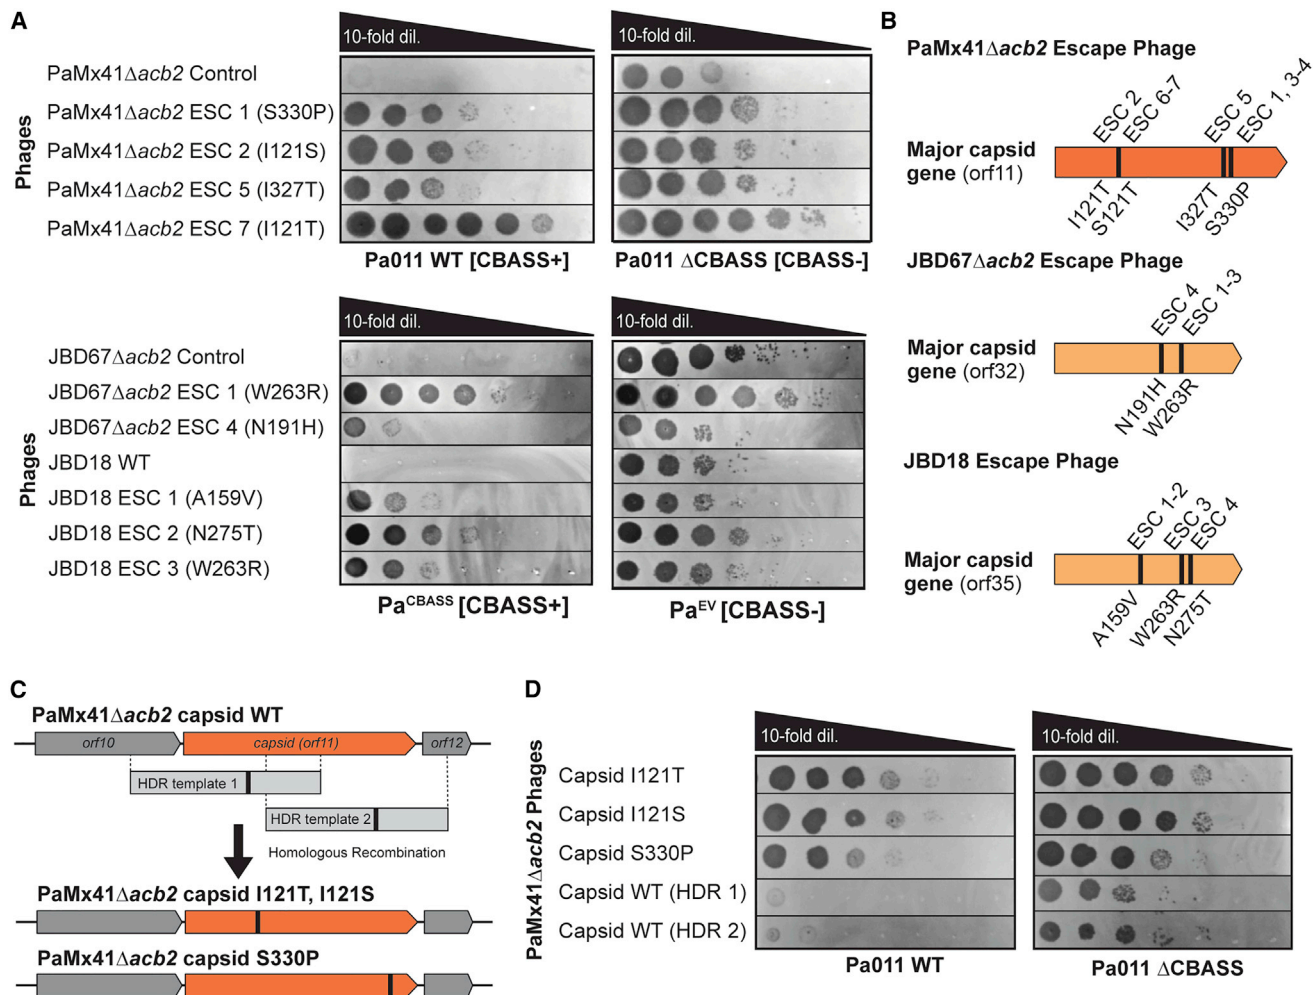 A
10-fold dil.
10-fold dil.
Phages
PaMx41Δacb2 Control
PaMx41Δacb2 ESC 1 (S330P)
PaMx41Δacb2 ESC 2 (I121S)
PaMx41Δacb2 ESC 5 (I327T)
PaMx41Δacb2 ESC 7 (I121T)
Pa011 WT [CBASS+]
Pa011 ΔCBASS [CBASS-]
10-fold dil.
10-fold dil.
Phages
JBD67Δacb2 Control
JBD67Δacb2 ESC 1 (W263R)
JBD67Δacb2 ESC 4 (N191H)
JBD18 WT
JBD18 ESC 1 (A159V)
JBD18 ESC 2 (N275T)
JBD18 ESC 3 (W263R)
PaCBASS [CBASS+]
PaEV [CBASS-]
B
PaMx41Δacb2 Escape Phage
ESC 2
ESC 6-7
ESC 5
ESC 1, 3-4
Major capsid
gene (orf11)
I121T
S121T
I327T
S330P
JBD67Δacb2 Escape Phage
ESC 4
ESC 1-3
Major capsid
gene (orf32)
N191H
W263R
JBD18 Escape Phage
ESC 1-2
ESC 3
ESC 4
Major capsid
gene (orf35)
A159V
W263R
N275T
C
PaMx41Δacb2 capsid WT
orf10
capsid (orf11)
orf12
HDR template 1
HDR template 2
Homologous Recombination
PaMx41Δacb2 capsid I121T, I121S
PaMx41Δacb2 capsid S330P
D
10-fold dil.
10-fold dil.
PaMx41Δacb2 Phages
Capsid I121T
Capsid I121S
Capsid S330P
Capsid WT (HDR 1)
Capsid WT (HDR 2)
Pa011 WT
Pa011 ΔCBASS